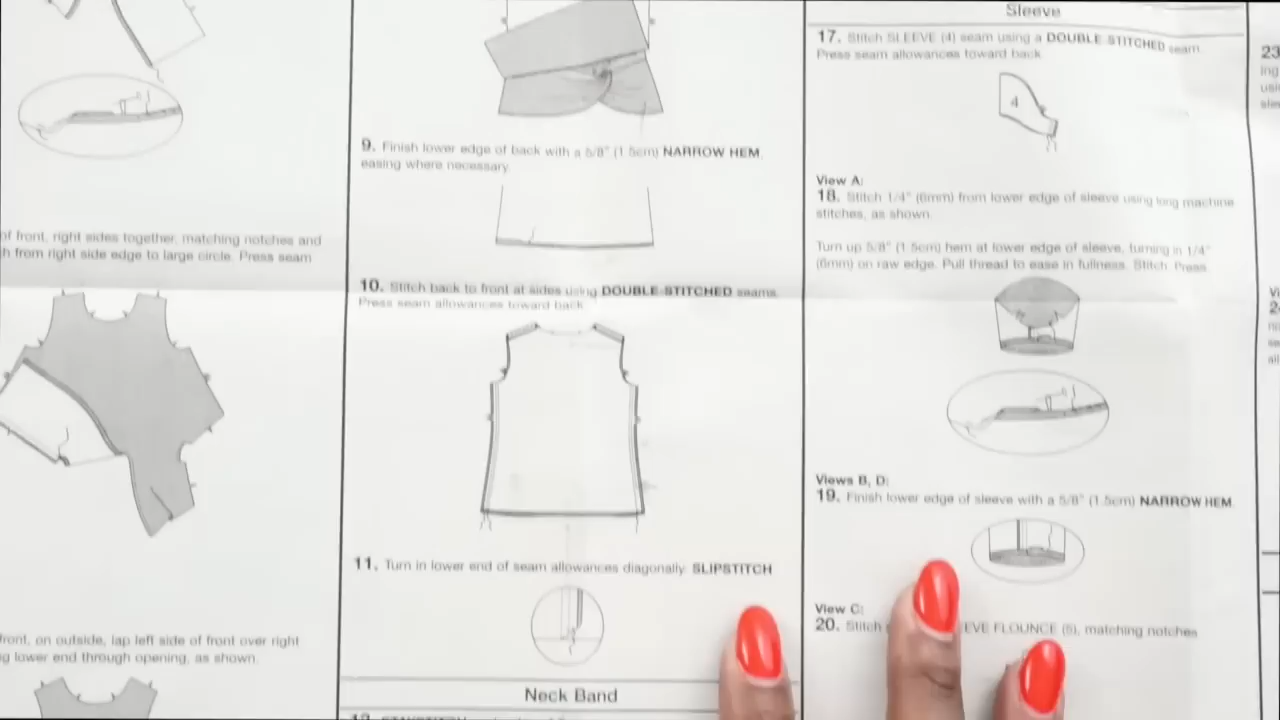 of front, right sides together, matching notches and
h from right side edge to large circle. Press seam
front, on outside, lap left side of front over right
g lower end through opening, as shown.
9. Finish lower edge of back with a 5/8" (1.5cm) NARROW HEM,
easing where necessary.
10. Stitch back to front at sides using DOUBLE-STITCHED seams.
Press seam allowances toward back.
11. Turn in lower end of seam allowances diagonally. SLIPSTITCH
Neck Band
Sleeve
17. Stitch SLEEVE (4) seam using a DOUBLE-STITCHED seam.
Press seam allowances toward back.
4
View A:
18. Stitch 1/4" (6mm) from lower edge of sleeve using long machine
stitches, as shown.
Turn up 5/8" (1.5cm) hem at lower edge of sleeve, turning in 1/4"
(6mm) on raw edge. Pull thread to ease in fullness. Stitch. Press.
Views B, D:
19. Finish lower edge of sleeve with a 5/8" (1.5cm) NARROW HEM.
View C:
20. Stitch EVE FLOUNCE (5), matching notches
23
ing